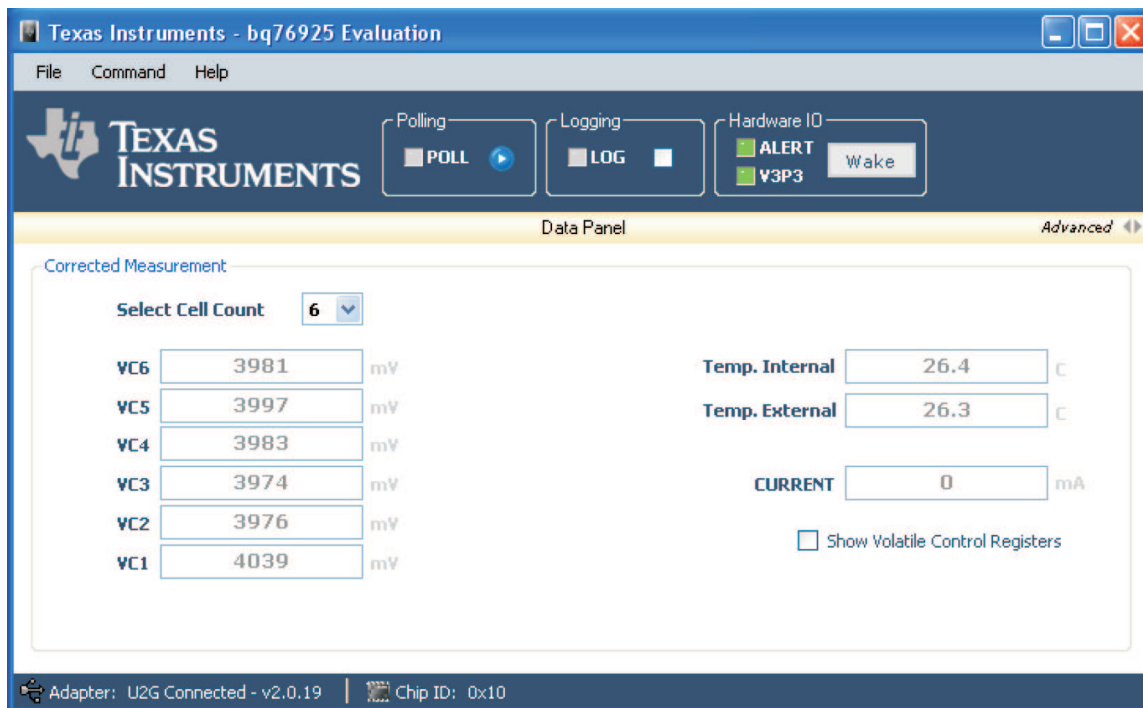 Texas Instruments - bq76925 Evaluation
File Command Help
TEXAS INSTRUMENTS
Polling
POLL
Logging
LOG
Hardware IO
ALERT
V3P3
Wake
Data Panel
Advanced
Corrected Measurement
Select Cell Count 6
VC6 3981 mV
VC5 3997 mV
VC4 3983 mV
VC3 3974 mV
VC2 3976 mV
VC1 4039 mV
Temp. Internal 26.4 C
Temp. External 26.3 C
CURRENT 0 mA
Show Volatile Control Registers
Adapter: U2G Connected - v2.0.19 Chip ID: 0x10